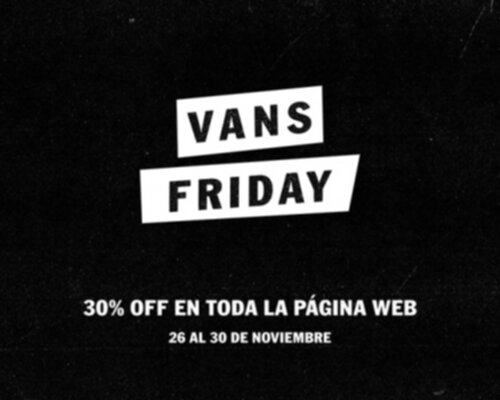 VANS
FRIDAY
30% OFF EN TODA LA PÁGINA WEB
26 AL 30 DE NOVIEMBRE